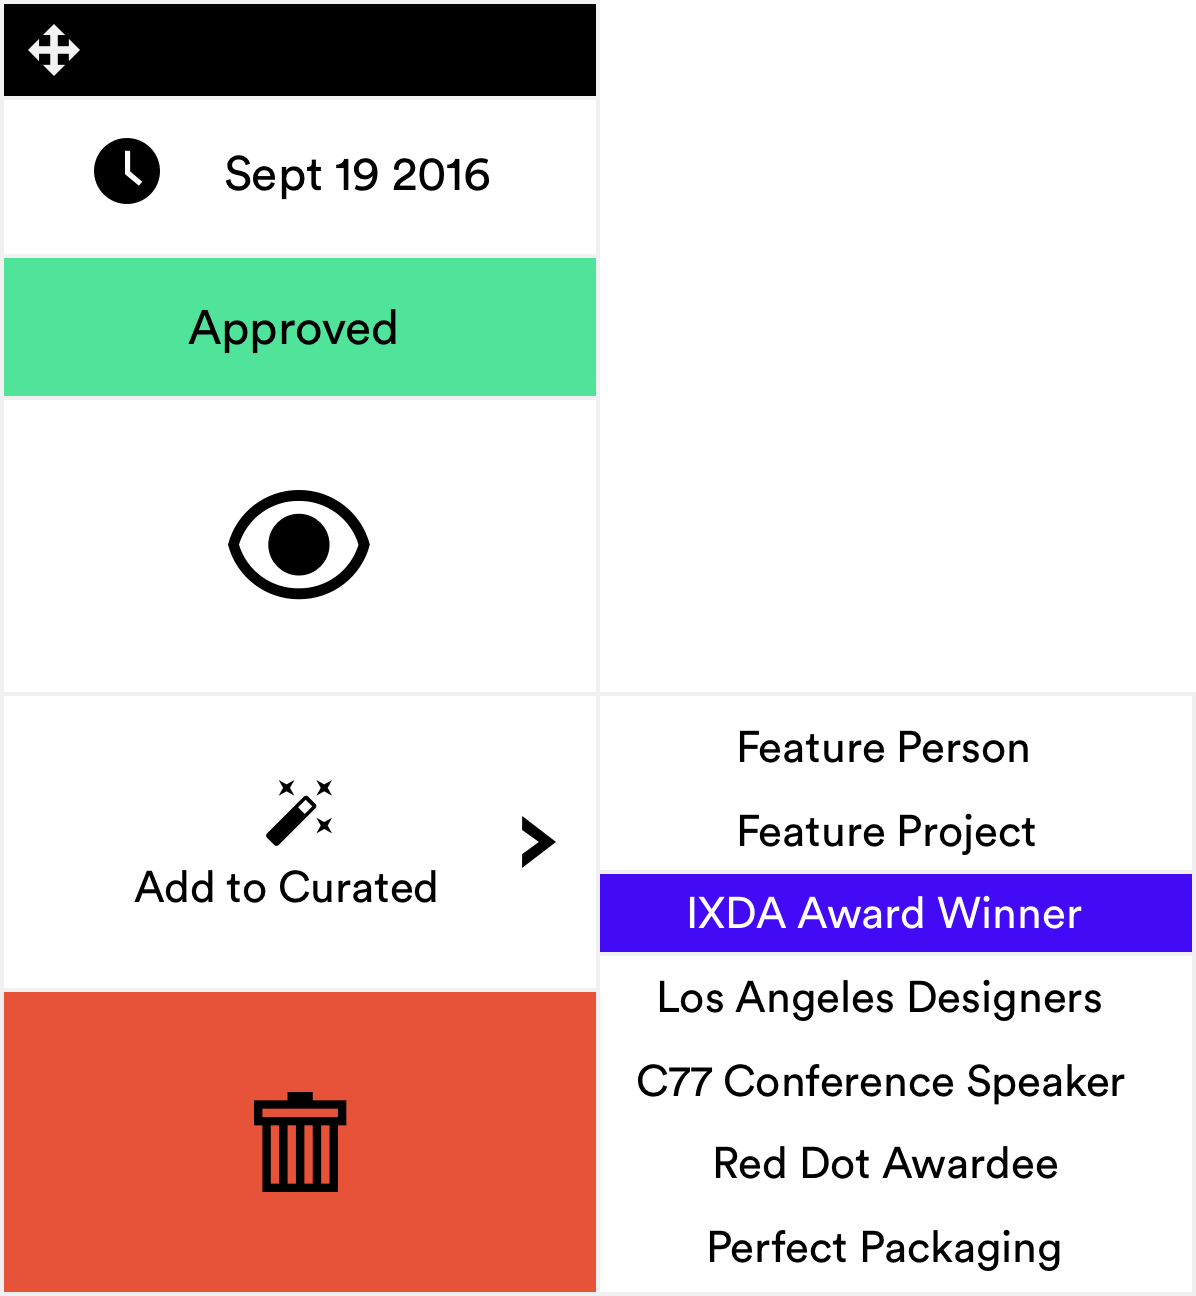 Sept 19 2016
Approved
Add to Curated
Feature Person
Feature Project
IXDA Award Winner
Los Angeles Designers
C77 Conference Speaker
Red Dot Awardee
Perfect Packaging